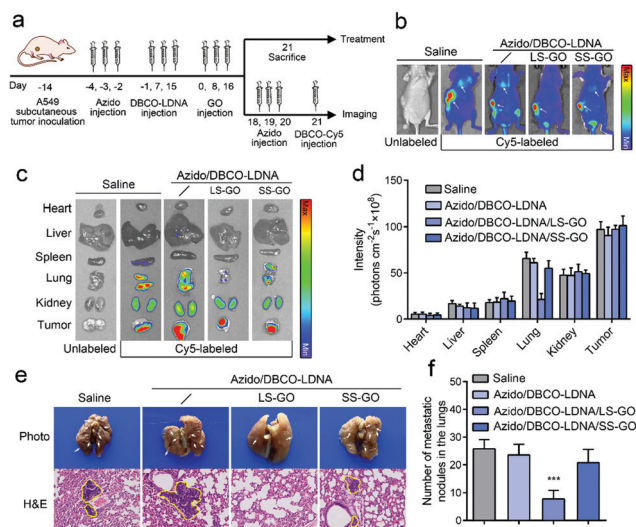 a
21
Sacrifice
Treatment
Day
-14
-4, -3, -2
-1, 7, 15
0, 8, 16
A549
subcutaneous
tumor inoculation
Azido
injection
DBCO-LDNA
injection
GO
injection
18, 19, 20
21
Azido
injection
DBCO-Cy5
injection
Imaging
b
Azido/DBCO-LDNA
Saline
/
LS-GO
SS-GO
Max
Min
Unlabeled
Cy5-labeled
c
Azido/DBCO-LDNA
Saline
/
LS-GO
SS-GO
Max
Min
Heart
Liver
Spleen
Lung
Kidney
Tumor
Unlabeled
Cy5-labeled
d
Intensity
(photons cm⁻²s⁻¹×10⁸)
150
100
50
0
Saline
Azido/DBCO-LDNA
Azido/DBCO-LDNA/LS-GO
Azido/DBCO-LDNA/SS-GO
Heart
Liver
Spleen
Lung
Kidney
Tumor
e
Azido/DBCO-LDNA
Saline
/
LS-GO
SS-GO
Photo
H&E
f
Number of metastatic
nodules in the lungs
50
40
30
20
10
0
Saline
Azido/DBCO-LDNA
Azido/DBCO-LDNA/LS-GO
Azido/DBCO-LDNA/SS-GO
***